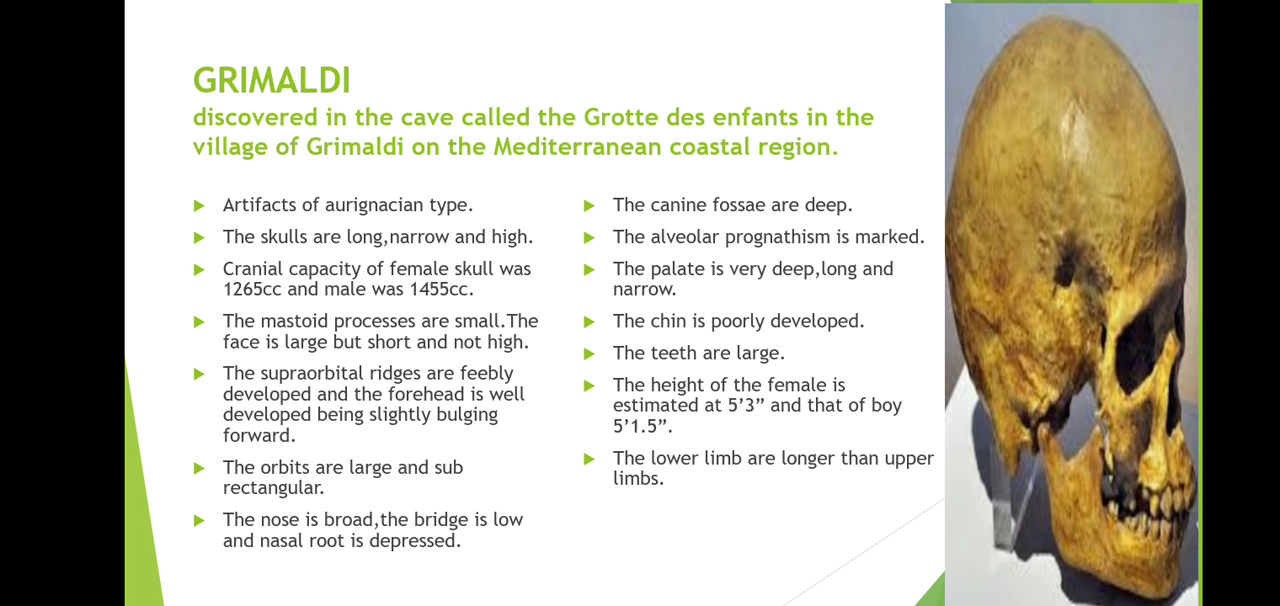 GRIMALDI
discovered in the cave called the Grotte des enfants in the
village of Grimaldi on the Mediterranean coastal region.
Artifacts of aurignacian type.
The skulls are long,narrow and high.
Cranial capacity of female skull was
1265cc and male was 1455cc.
The mastoid processes are small.The
face is large but short and not high.
The supraorbital ridges are feebly
developed and the forehead is well
developed being slightly bulging
forward.
The orbits are large and sub
rectangular.
The nose is broad,the bridge is low
and nasal root is depressed.
The canine fossae are deep.
The alveolar prognathism is marked.
The palate is very deep,long and
narrow.
The chin is poorly developed.
The teeth are large.
The height of the female is
estimated at 5’3” and that of boy
5’1.5”.
The lower limb are longer than upper
limbs.